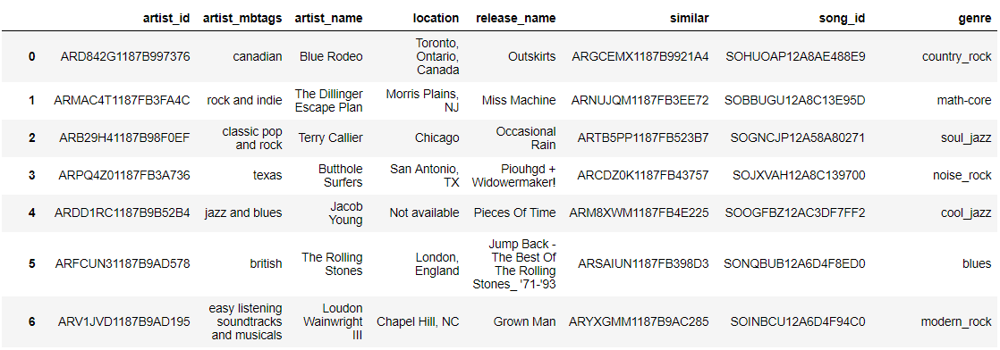 artist_id artist_mbtags artist_name location release_name similar song_id genre
0 ARD842G1187B997376 canadian Blue Rodeo Toronto, Ontario, Canada Outskirts ARGCEMX1187B9921A4 SOHUOAP12A8AE488E9 country_rock
1 ARMAC4T1187FB3FA4C rock and indie The Dillinger Escape Plan Morris Plains, NJ Miss Machine ARNUJQM1187FB3EE72 SOBBUGU12A8C13E95D math-core
2 ARB29H41187B98F0EF classic pop and rock Terry Callier Chicago Occasional Rain ARTB5PP1187FB523B7 SOGNCJP12A58A80271 soul_jazz
3 ARPQ4Z01187FB3A736 texas Butthole Surfers San Antonio, TX Piouhgd + Widowermaker! ARCDZ0K1187FB43757 SOJXVAH12A8C139700 noise_rock
4 ARDD1RC1187B9B52B4 jazz and blues Jacob Young Not available Pieces Of Time ARM8XWM1187FB4E225 SOOGFBZ12AC3DF7FF2 cool_jazz
5 ARFCUN31187B9AD578 british The Rolling Stones London, England Jump Back - The Best Of The Rolling Stones_ '71-'93 ARSAIUN1187FB398D3 SONQBUB12A6D4F8ED0 blues
6 ARV1JVD1187B9AD195 easy listening soundtracks and musicals Loudon Wainwright III Chapel Hill, NC Grown Man ARYXGMM1187B9AC285 SOINBCU12A6D4F94C0 modern_rock